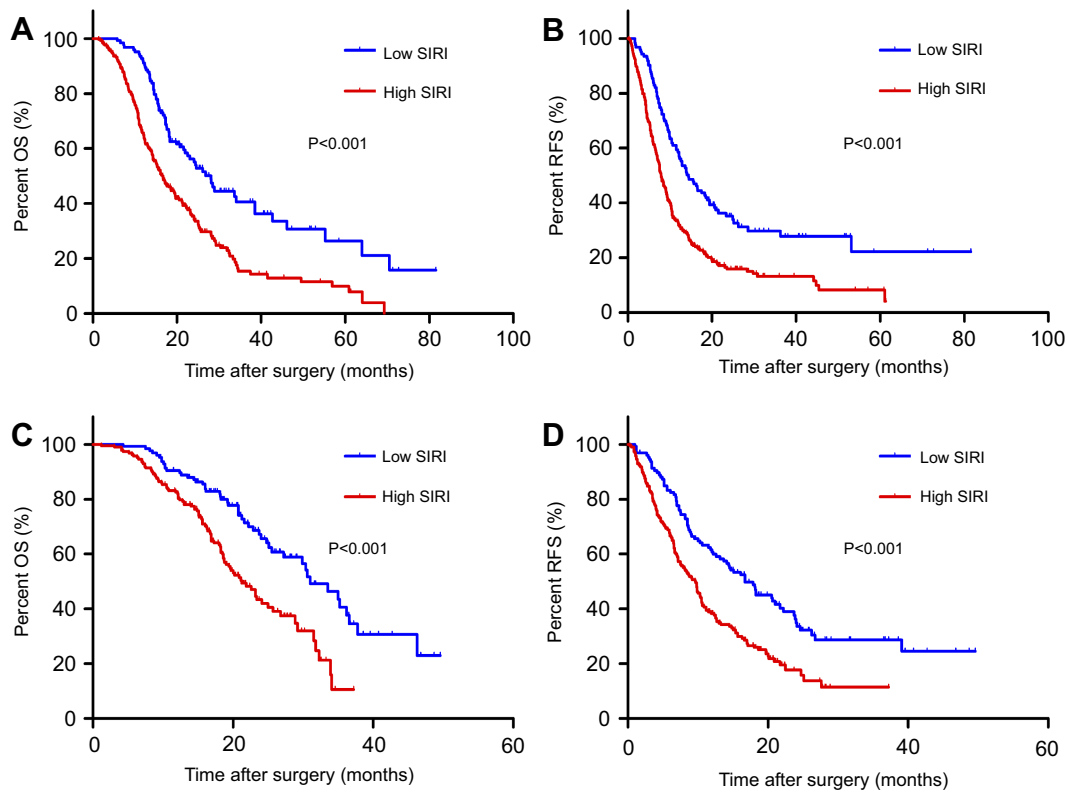 A
Percent OS (%)
100
80
60
40
20
0
0 20 40 60 80 100
Time after surgery (months)
Low SIRI
High SIRI
P<0.001
B
Percent RFS (%)
100
80
60
40
20
0
0 20 40 60 80 100
Time after surgery (months)
Low SIRI
High SIRI
P<0.001
C
Percent OS (%)
100
80
60
40
20
0
0 20 40 60
Time after surgery (months)
Low SIRI
High SIRI
P<0.001
D
Percent RFS (%)
100
80
60
40
20
0
0 20 40 60
Time after surgery (months)
Low SIRI
High SIRI
P<0.001